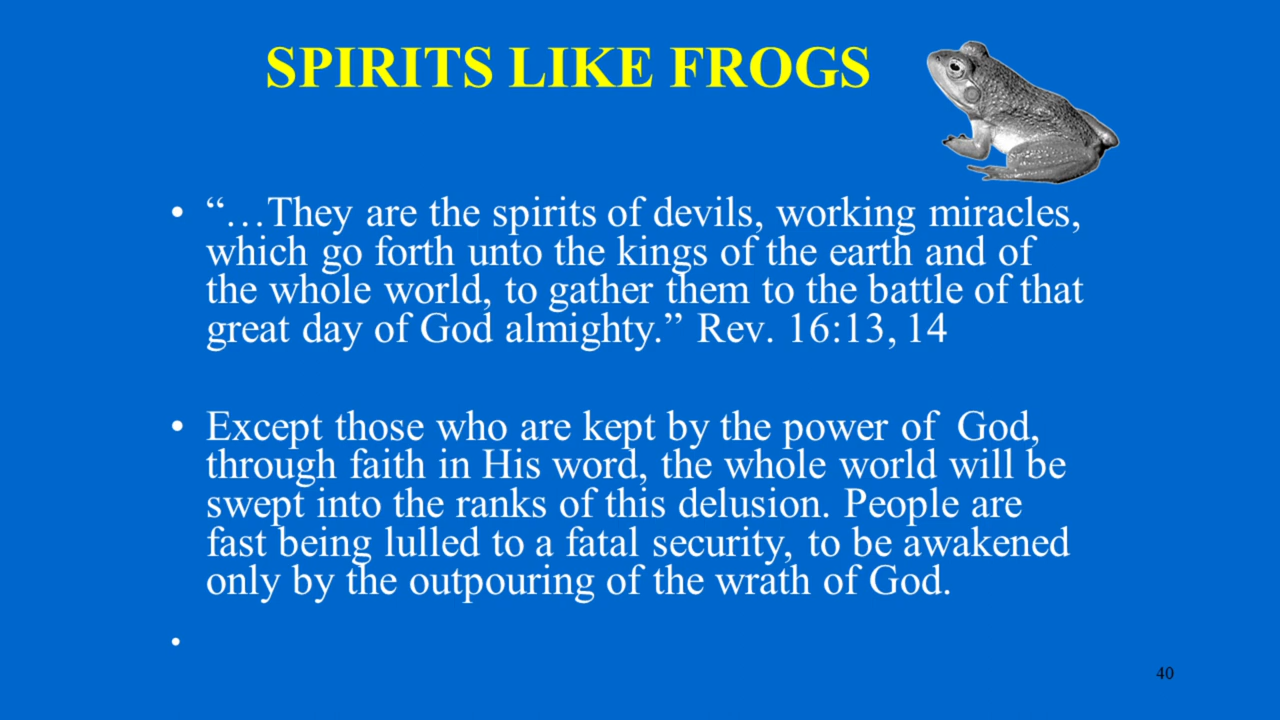 SPIRITS LIKE FROGS
• “…They are the spirits of devils, working miracles,
which go forth unto the kings of the earth and of
the whole world, to gather them to the battle of that
great day of God almighty.” Rev. 16:13, 14
• Except those who are kept by the power of God,
through faith in His word, the whole world will be
swept into the ranks of this delusion. People are
fast being lulled to a fatal security, to be awakened
only by the outpouring of the wrath of God.
•
40